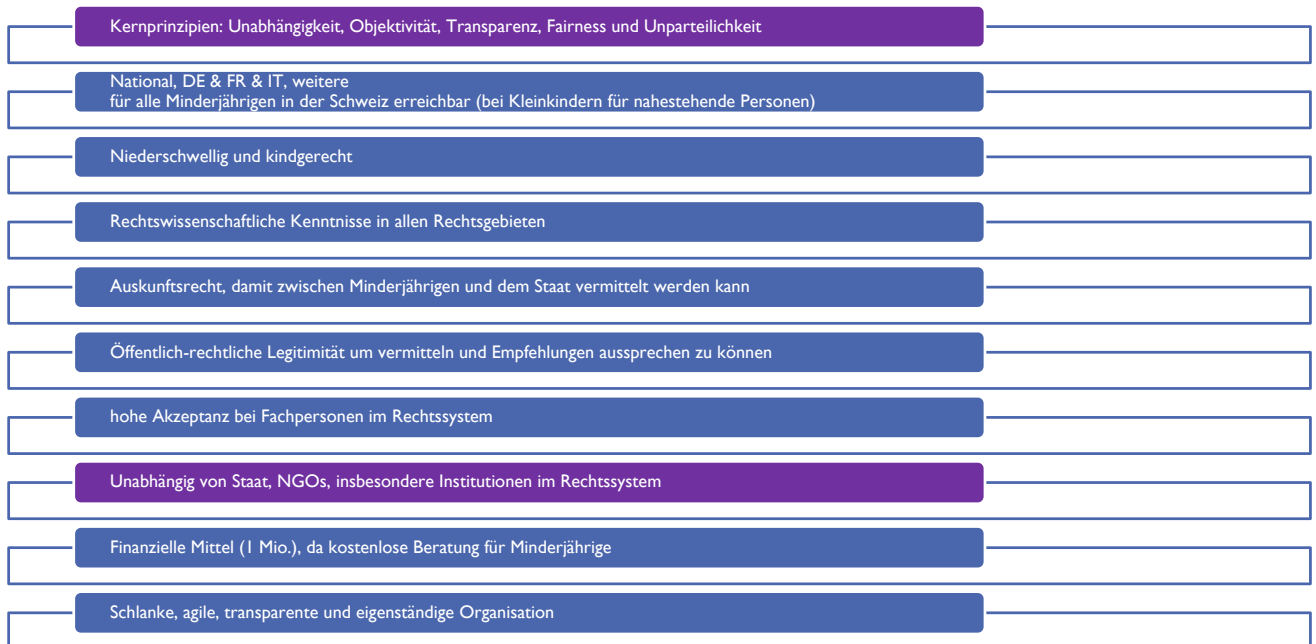 Kernprinzipien: Unabhängigkeit, Objektivität, Transparenz, Fairness und Unparteilichkeit
National, DE & FR & IT, weitere
für alle Minderjährigen in der Schweiz erreichbar (bei Kleinkindern für nahestehende Personen)
Niederschwellig und kindgerecht
Rechtswissenschaftliche Kenntnisse in allen Rechtsgebieten
Auskunftsrecht, damit zwischen Minderjährigen und dem Staat vermittelt werden kann
Öffentlich-rechtliche Legitimität um vermitteln und Empfehlungen aussprechen zu können
hohe Akzeptanz bei Fachpersonen im Rechtssystem
Unabhängig von Staat, NGOs, insbesondere Institutionen im Rechtssystem
Finanzielle Mittel (1 Mio.), da kostenlose Beratung für Minderjährige
Schlanke, agile, transparente und eigenständige Organisation